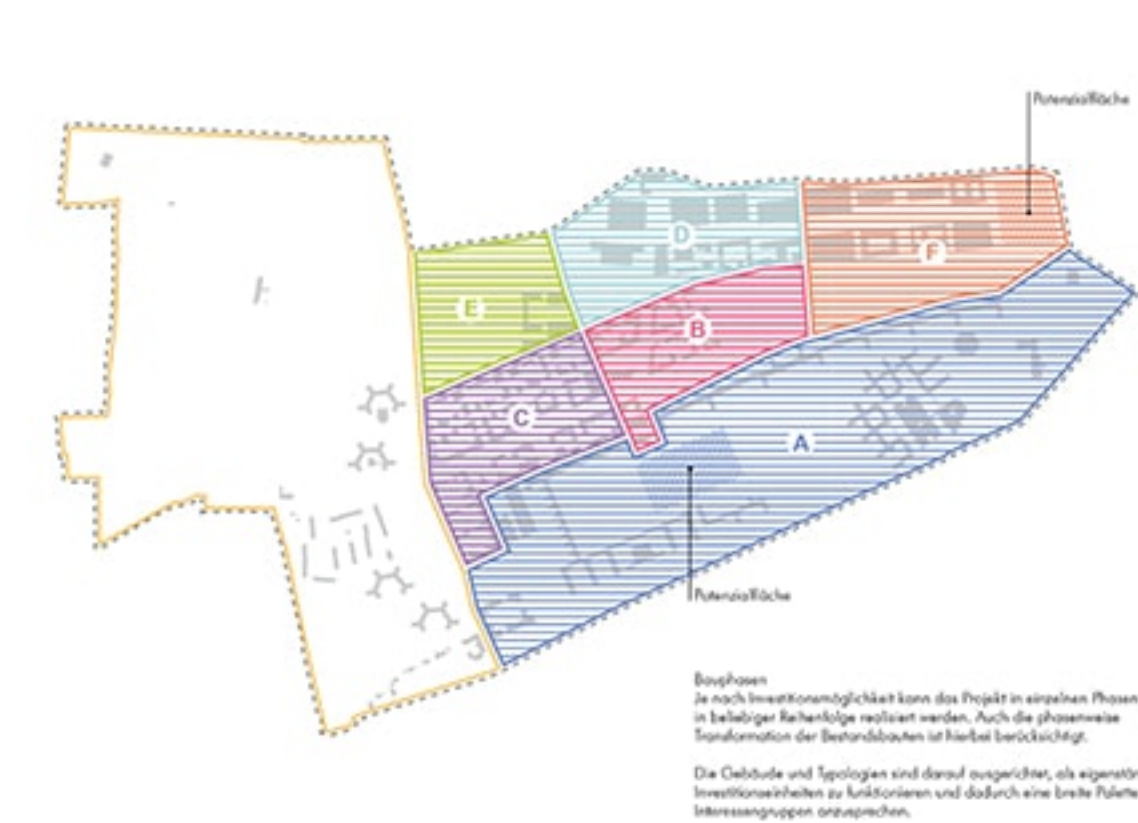 Potenzialfläche
D
F
E
B
C
A
Potenzialfläche
Bauphasen
Je nach Investitionsmöglichkeit kann das Projekt in einzelnen Phasen
in beliebiger Reihenfolge realisiert werden. Auch die phasenweise
Transformation der Bestandsbauten ist hierbei berücksichtigt.
Die Gebäude und Typologien sind darauf ausgerichtet, als eigenstän
Investitionseinheiten zu funktionieren und dadurch eine breite Palette
Interessengruppen anzusprechen.